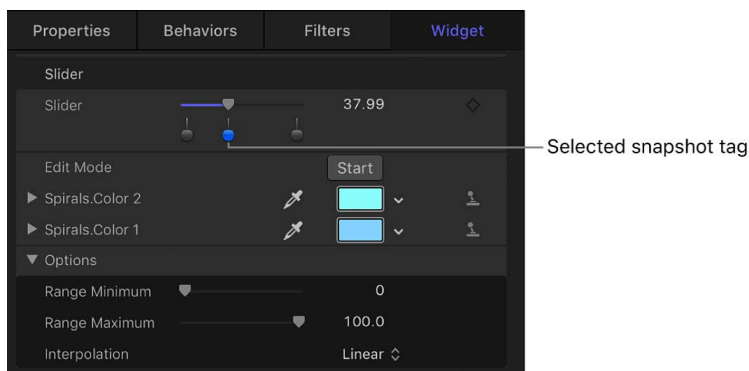 Properties Behaviors Filters Widget
Slider
Slider 37.99
Selected snapshot tag
Edit Mode Start
Spirals.Color 2
Spirals.Color 1
Options
Range Minimum 0
Range Maximum 100.0
Interpolation Linear